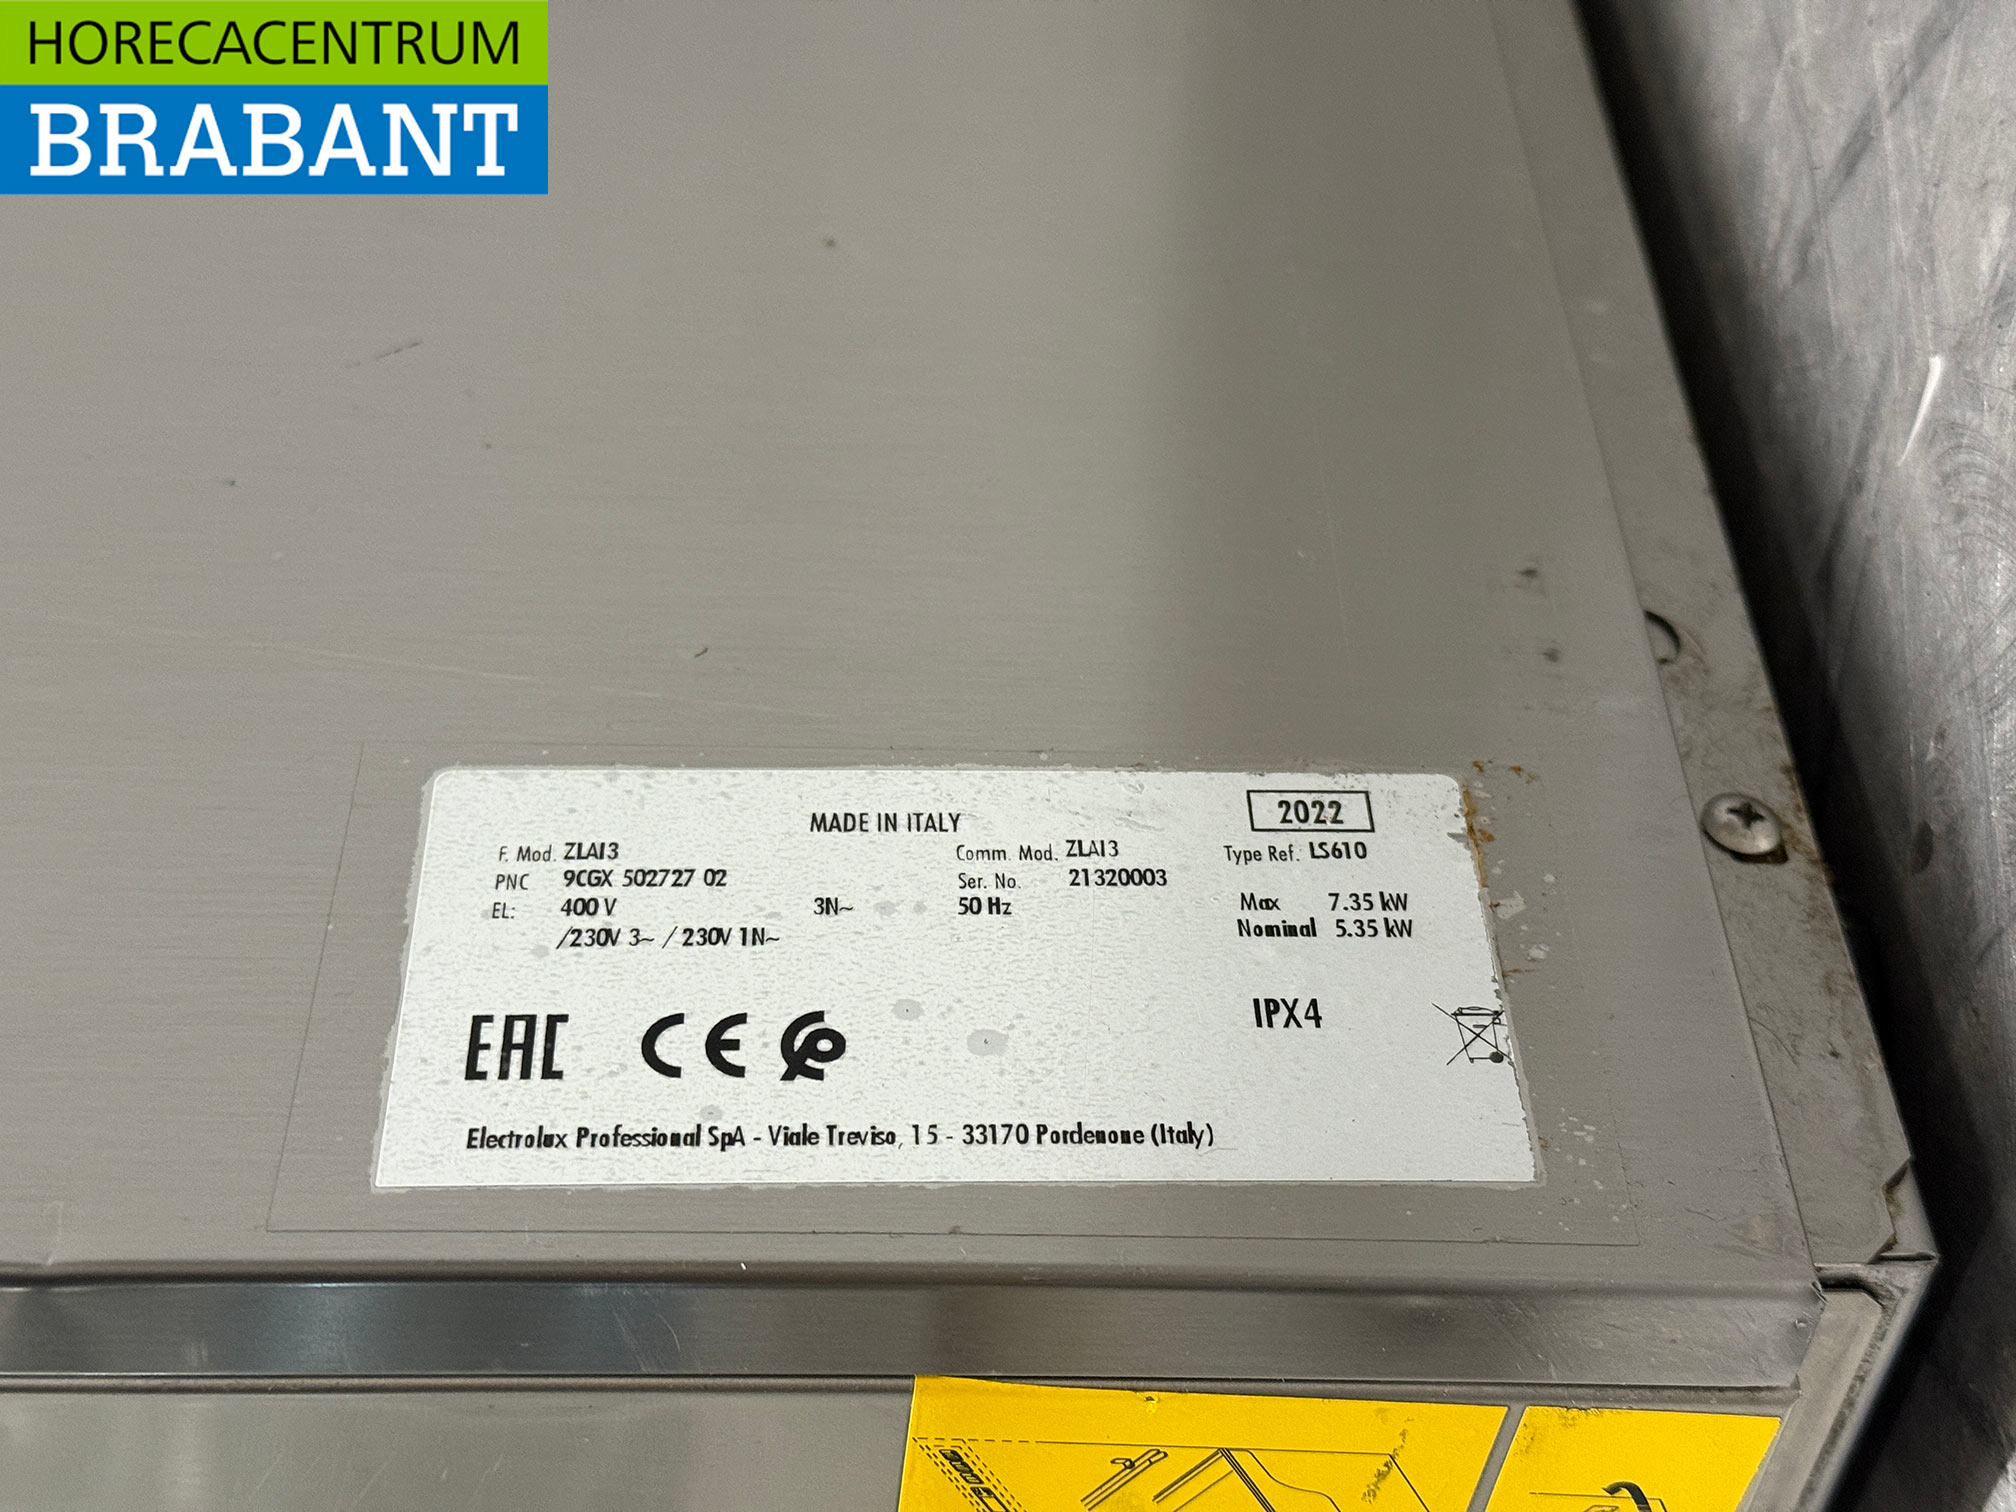 HORECACENTRUM
BRABANT
2022
MADE IN ITALY
F. Mod. ZLAI3 Comm. Mod. ZLAI3 Type Ref. LS610
PNC 9CGX 502727 02 Ser. No. 21320003
EL: 400 V 3N~ 50 Hz Max 7.35 kW
/230V 3~ / 230V 1N~ Nominal 5.35 kW
IPX4
EAC CE
Electrolux Professional SpA - Viale Treviso, 15 - 33170 Pordenone (Italy)